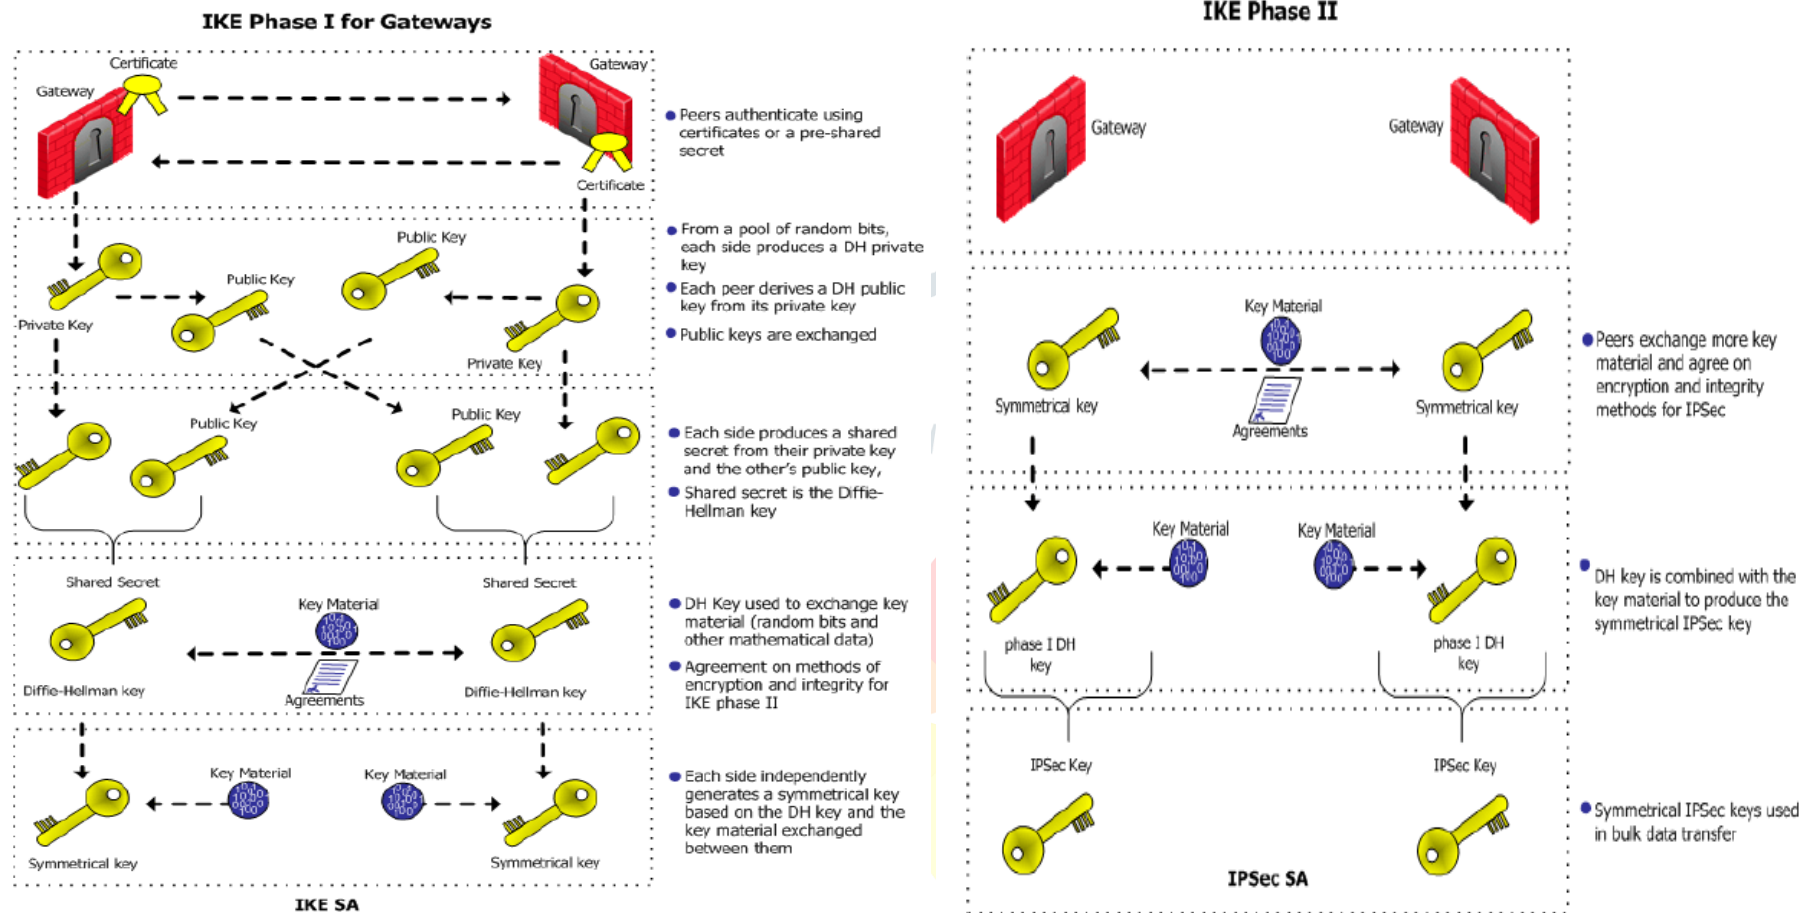 IKE Phase I for Gateways
Certificate
Gateway
Gateway
Certificate
Peers authenticate using
certificates or a pre-shared
secret
Public Key
Public Key
Private Key
Private Key
From a pool of random bits,
each side produces a DH private
key
Each peer derives a DH public
key from its private key
Public keys are exchanged
Public Key
Public Key
Each side produces a shared
secret from their private key
and the other's public key,
Shared secret is the Diffie-
Hellman key
Shared Secret
Shared Secret
Key Material
Diffie-Hellman key
Diffie-Hellman key
Agreements
DH Key used to exchange key
material (random bits and
other mathematical data)
Agreement on methods of
encryption and integrity for
IKE phase II
Key Material
Key Material
Symmetrical key
Symmetrical key
Each side independently
generates a symmetrical key
based on the DH key and the
key material exchanged
between them
IKE SA
IKE Phase II
Gateway
Gateway
Key Material
Symmetrical key
Symmetrical key
Agreements
Peers exchange more key
material and agree on
encryption and integrity
methods for IPSec
Key Material
Key Material
phase I DH
key
phase I DH
key
DH key is combined with the
key material to produce the
symmetrical IPSec key
IPSec Key
IPSec Key
Symmetrical IPSec keys used
in bulk data transfer
IPSec SA